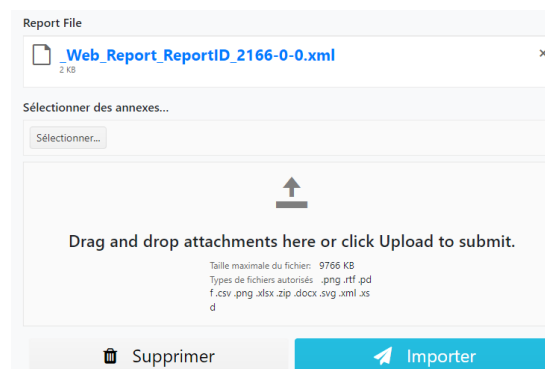 Report File
_Web_Report_ReportID_2166-0-0.xml
2 KB
Sélectionner des annexes...
Sélectionner...
Drag and drop attachments here or click Upload to submit.
Taille maximale du fichier: 9766 KB
Types de fichiers autorisés .png .rtf .pd
f .csv .png .xlsx .zip .docx .svg .xml .xs
d
Supprimer
Importer